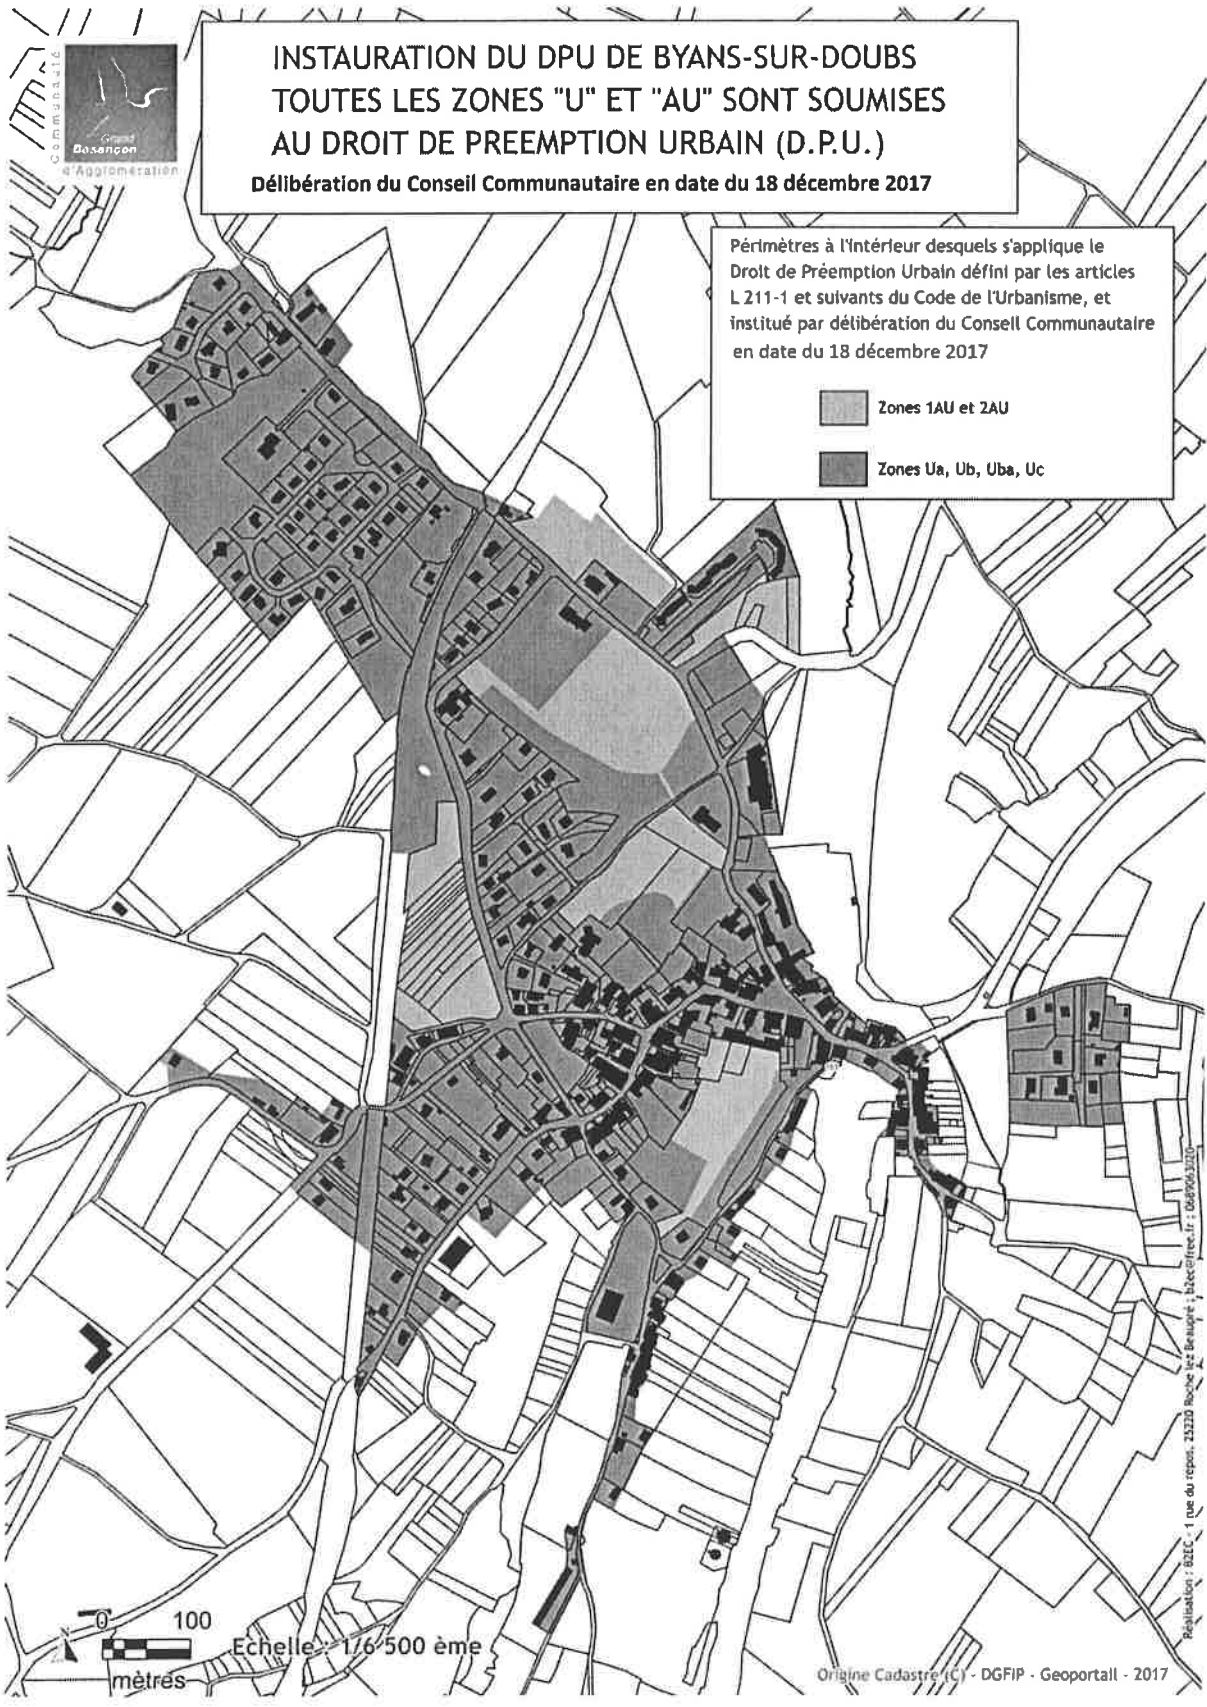 Communauté
Grand
Besançon
d'Agglomération
INSTAURATION DU DPU DE BYANS-SUR-DOUBS
TOUTES LES ZONES "U" ET "AU" SONT SOUMISES
AU DROIT DE PREEMPTION URBAIN (D.P.U.)
Délibération du Conseil Communautaire en date du 18 décembre 2017
Périmètres à l'intérieur desquels s'applique le
Droit de Préemption Urbain défini par les articles
L 211-1 et suivants du Code de l'Urbanisme, et
institué par délibération du Conseil Communautaire
en date du 18 décembre 2017
Zones 1AU et 2AU
Zones Ua, Ub, Uba, Uc
Réalisation : B2EC - 1 rue du repos, 25220 Roche lez Beaupré ; b2ec@free.fr ; 0689063020
N
0 100
mètres
Echelle : 1/6 500 ème
Origine Cadastre (C) - DGFIP - Geoportail - 2017